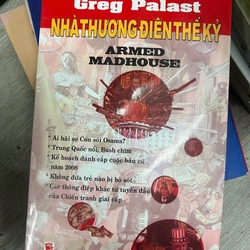 Greg Palast
NHÀ THƯƠNG ĐIÊN THẾ KỶ
ARMED
MADHOUSE
* Ai hãi sợ Con sói Osama?
* Trung Quốc nổi, Bush chìm
* Kế hoạch đánh cắp cuộc bầu cử
năm 2008
* Không đứa trẻ nào bị bỏ sót
* Các thông điệp khác từ tuyến đầu
của Chiến tranh giai cấp